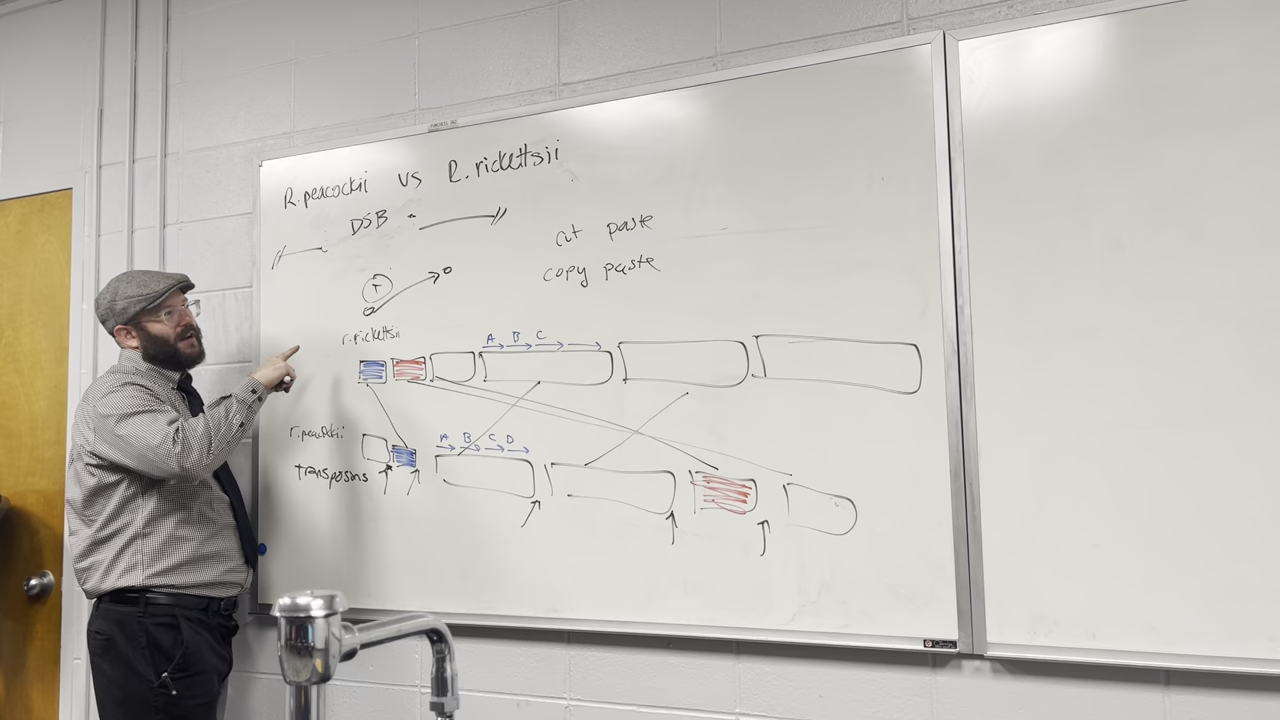 R.peacockii vs R.rickettsii
DSB
cut paste
copy paste
T
r.rickettsii
A B C
r.peacockii
A B C D
transposons